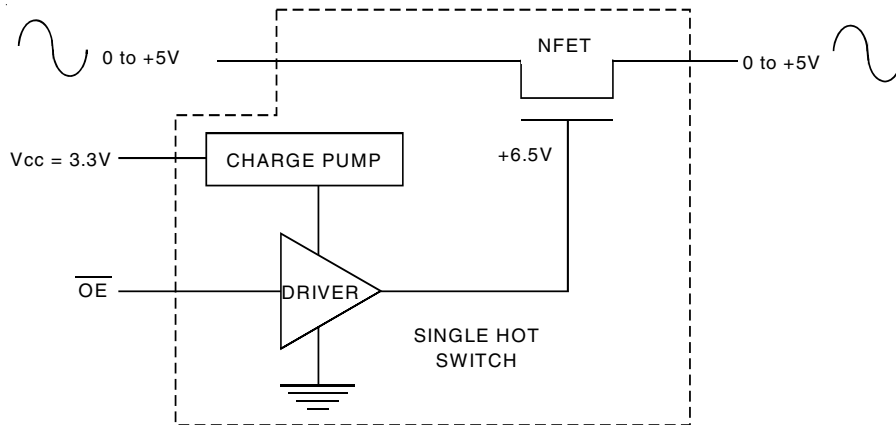 NFET
0 to +5V
0 to +5V
Vcc = 3.3V
CHARGE PUMP
+6.5V
OE
DRIVER
SINGLE HOT
SWITCH